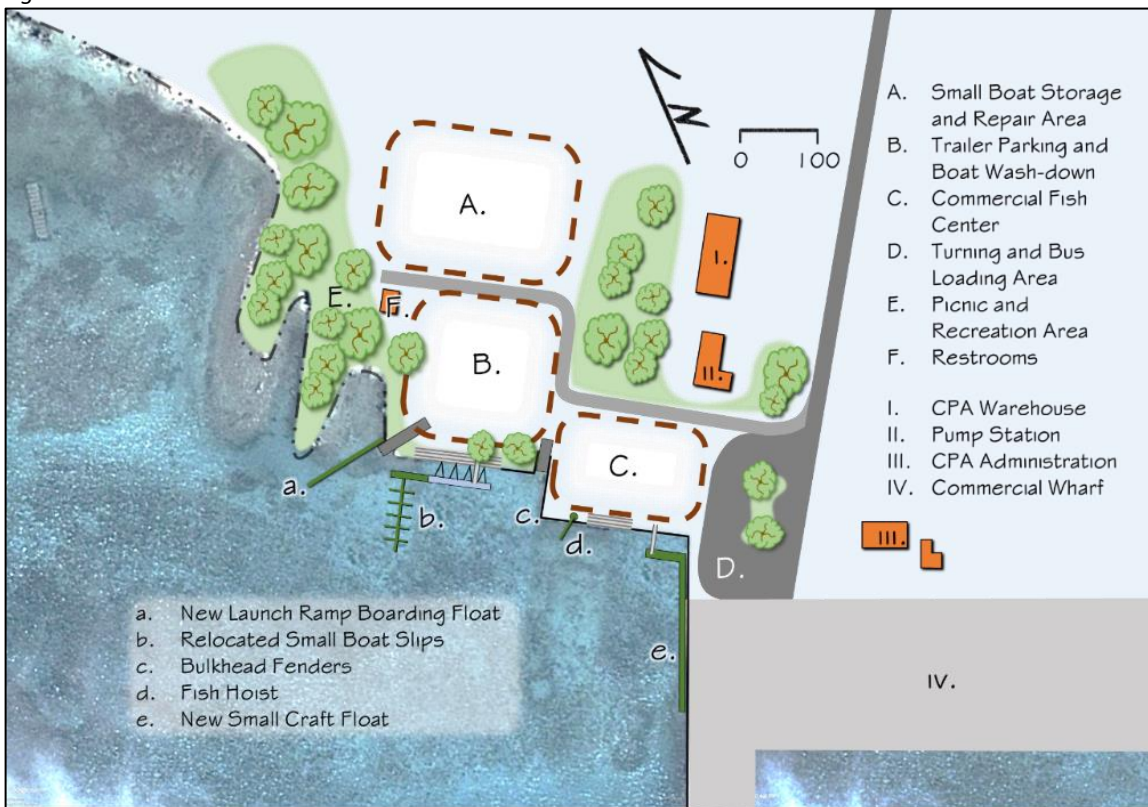 N
0 100
A.
B.
C.
D.
E.
F.
I.
II.
III.
IV.
a.
b.
c.
d.
e.
A. Small Boat Storage
and Repair Area
B. Trailer Parking and
Boat Wash-down
C. Commercial Fish
Center
D. Turning and Bus
Loading Area
E. Picnic and
Recreation Area
F. Restrooms
I. CPA Warehouse
II. Pump Station
III. CPA Administration
IV. Commercial Wharf
a. New Launch Ramp Boarding Float
b. Relocated Small Boat Slips
c. Bulkhead Fenders
d. Fish Hoist
e. New Small Craft Float